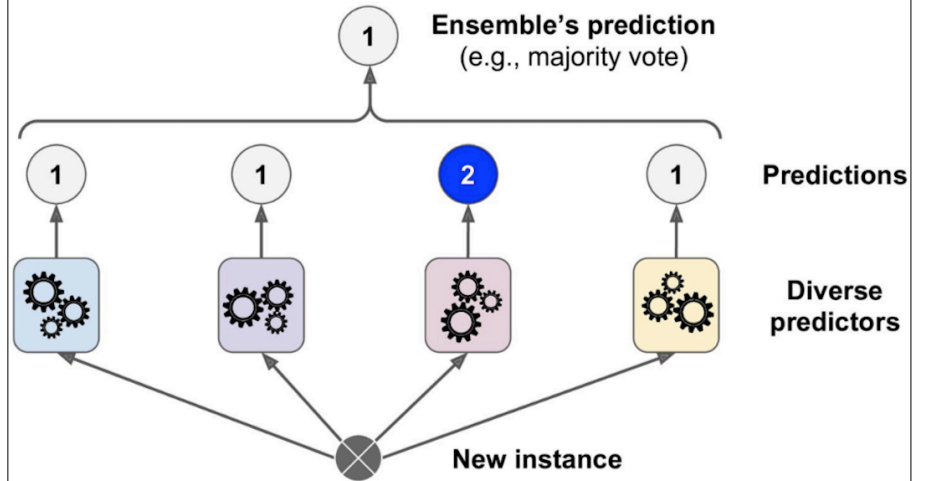 1
Ensemble's prediction
(e.g., majority vote)
1 1 2 1
Predictions
Diverse
predictors
New instance